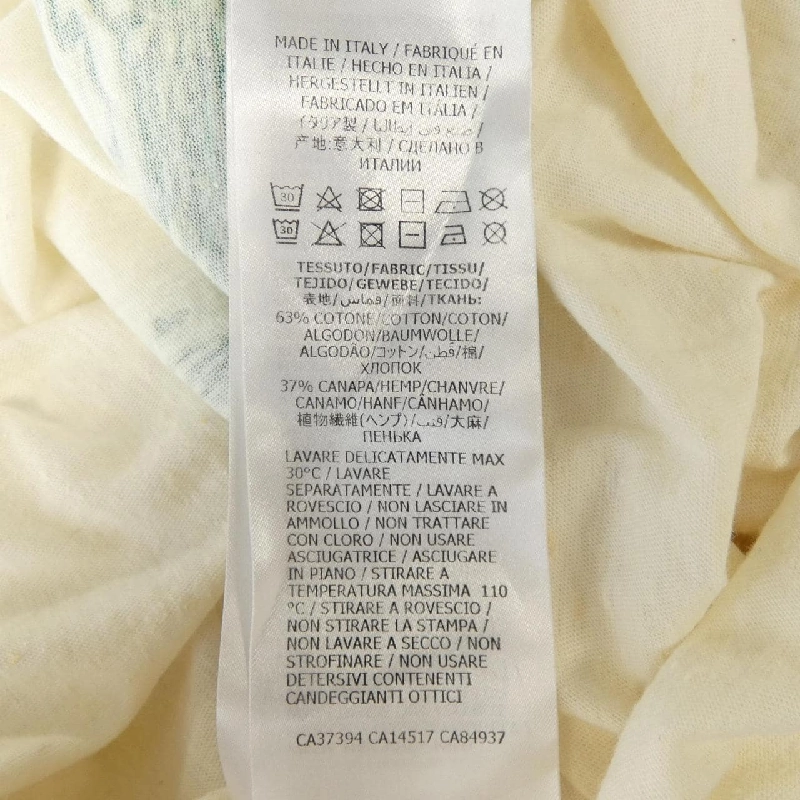 MADE IN ITALY / FABRIQUÉ EN
ITALIE / HECHO EN ITALIA /
HERGESTELLT IN ITALIEN /
FABRICADO EM ITÁLIA /
イタリア製 / صنع في إيطاليا /
产地:意大利 / СДЕЛАНО В
ИТАЛИИ
30
30
TESSUTO/FABRIC/TISSU/
TEJIDO/GEWEBE/TECIDO/
表地/قماش/面料/ТКАНЬ:
63% COTONE/COTTON/COTON/
ALGODON/BAUMWOLLE/
ALGODÃO/コットン/قطن/棉/
ХЛОПОК
37% CANAPA/HEMP/CHANVRE/
CANAMO/HANF/CÂNHAMO/
植物繊維(ヘンプ)/قنب/大麻/
ПЕНЬКА
LAVARE DELICATAMENTE MAX
30°C / LAVARE
SEPARATAMENTE / LAVARE A
ROVESCIO / NON LASCIARE IN
AMMOLLO / NON TRATTARE
CON CLORO / NON USARE
ASCIUGATRICE / ASCIUGARE
IN PIANO / STIRARE A
TEMPERATURA MASSIMA 110
°C / STIRARE A ROVESCIO /
NON STIRARE LA STAMPA /
NON LAVARE A SECCO / NON
STROFINARE / NON USARE
DETERSIVI CONTENENTI
CANDEGGIANTI OTTICI
CA37394 CA14517 CA84937